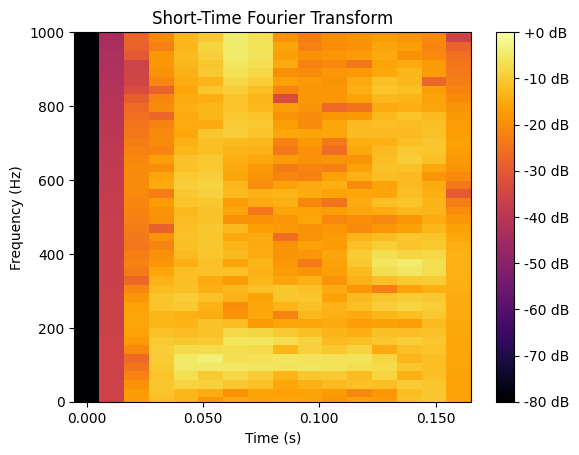 Short-Time Fourier Transform
1000
800
600
400
200
0
Frequency (Hz)
0.000
0.050
0.100
0.150
Time (s)
+0 dB
-10 dB
-20 dB
-30 dB
-40 dB
-50 dB
-60 dB
-70 dB
-80 dB